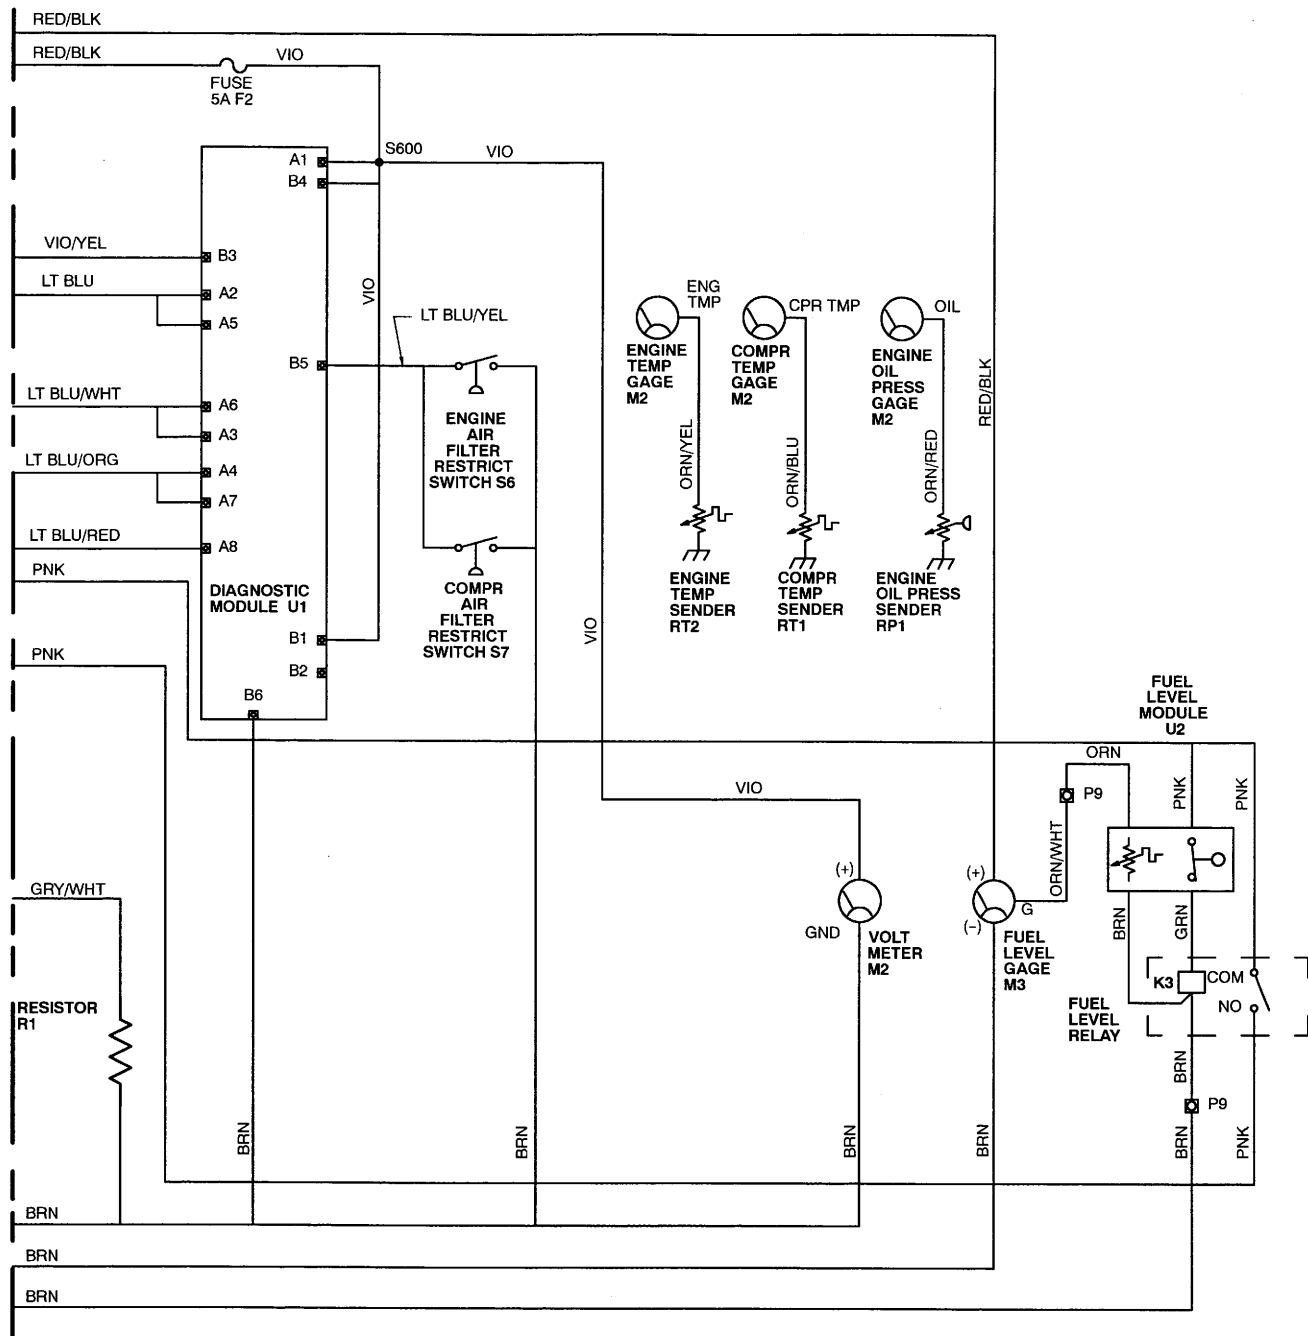 RED/BLK
RED/BLK
VIO
FUSE
5A F2
A1
S600
VIO
B4
VIO/YEL
B3
LT BLU
A2
A5
VIO
LT BLU/YEL
B5
LT BLU/WHT
A6
A3
LT BLU/ORG
A4
A7
LT BLU/RED
A8
PNK
DIAGNOSTIC
MODULE U1
B1
B2
PNK
B6
ENGINE
AIR
FILTER
RESTRICT
SWITCH S6
COMPR
AIR
FILTER
RESTRICT
SWITCH S7
ENG
TMP
ENGINE
TEMP
GAGE
M2
CPR TMP
COMPR
TEMP
GAGE
M2
OIL
ENGINE
OIL
PRESS
GAGE
M2
RED/BLK
ORN/YEL
ORN/BLU
ORN/RED
ENGINE
TEMP
SENDER
RT2
COMPR
TEMP
SENDER
RT1
ENGINE
OIL PRESS
SENDER
RP1
VIO
FUEL
LEVEL
MODULE
U2
ORN
VIO
P9
PNK
PNK
ORN/WHT
GRY/WHT
(+)
GND
VOLT
METER
M2
(+)
G
(−)
FUEL
LEVEL
GAGE
M3
BRN
GRN
K3
COM
NO
FUEL
LEVEL
RELAY
RESISTOR
R1
BRN
P9
BRN
BRN
BRN
BRN
BRN
PNK
BRN
BRN
BRN